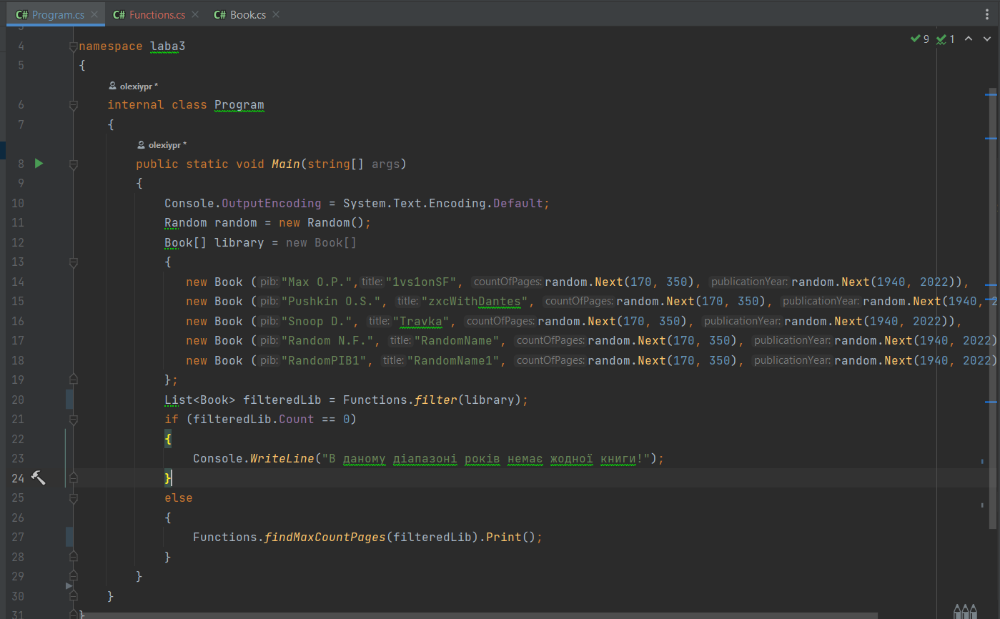 C# Program.cs × C# Functions.cs × C# Book.cs ×
9 1
4 namespace laba3
5 {
olexiypr *
6 internal class Program
7 {
olexiypr *
8 public static void Main(string[] args)
9 {
10 Console.OutputEncoding = System.Text.Encoding.Default;
11 Random random = new Random();
12 Book[] library = new Book[]
13 {
14 new Book (pib:"Max O.P.",title:"1vs1onSF", countOfPages:random.Next(170, 350), publicationYear:random.Next(1940, 2022)),
15 new Book (pib:"Pushkin O.S.", title:"zxcWithDantes", countOfPages:random.Next(170, 350), publicationYear:random.Next(1940, 2
16 new Book (pib:"Snoop D.", title:"Travka", countOfPages:random.Next(170, 350), publicationYear:random.Next(1940, 2022)),
17 new Book (pib:"Random N.F.", title:"RandomName", countOfPages:random.Next(170, 350), publicationYear:random.Next(1940, 2022)
18 new Book (pib:"RandomPIB1", title:"RandomName1", countOfPages:random.Next(170, 350), publicationYear:random.Next(1940, 2022)
19 };
20 List<Book> filteredLib = Functions.filter(library);
21 if (filteredLib.Count == 0)
22 {
23 Console.WriteLine("В даному діапазоні років немає жодної книги!");
24 }
25 else
26 {
27 Functions.findMaxCountPages(filteredLib).Print();
28 }
29 }
30 }
31 }